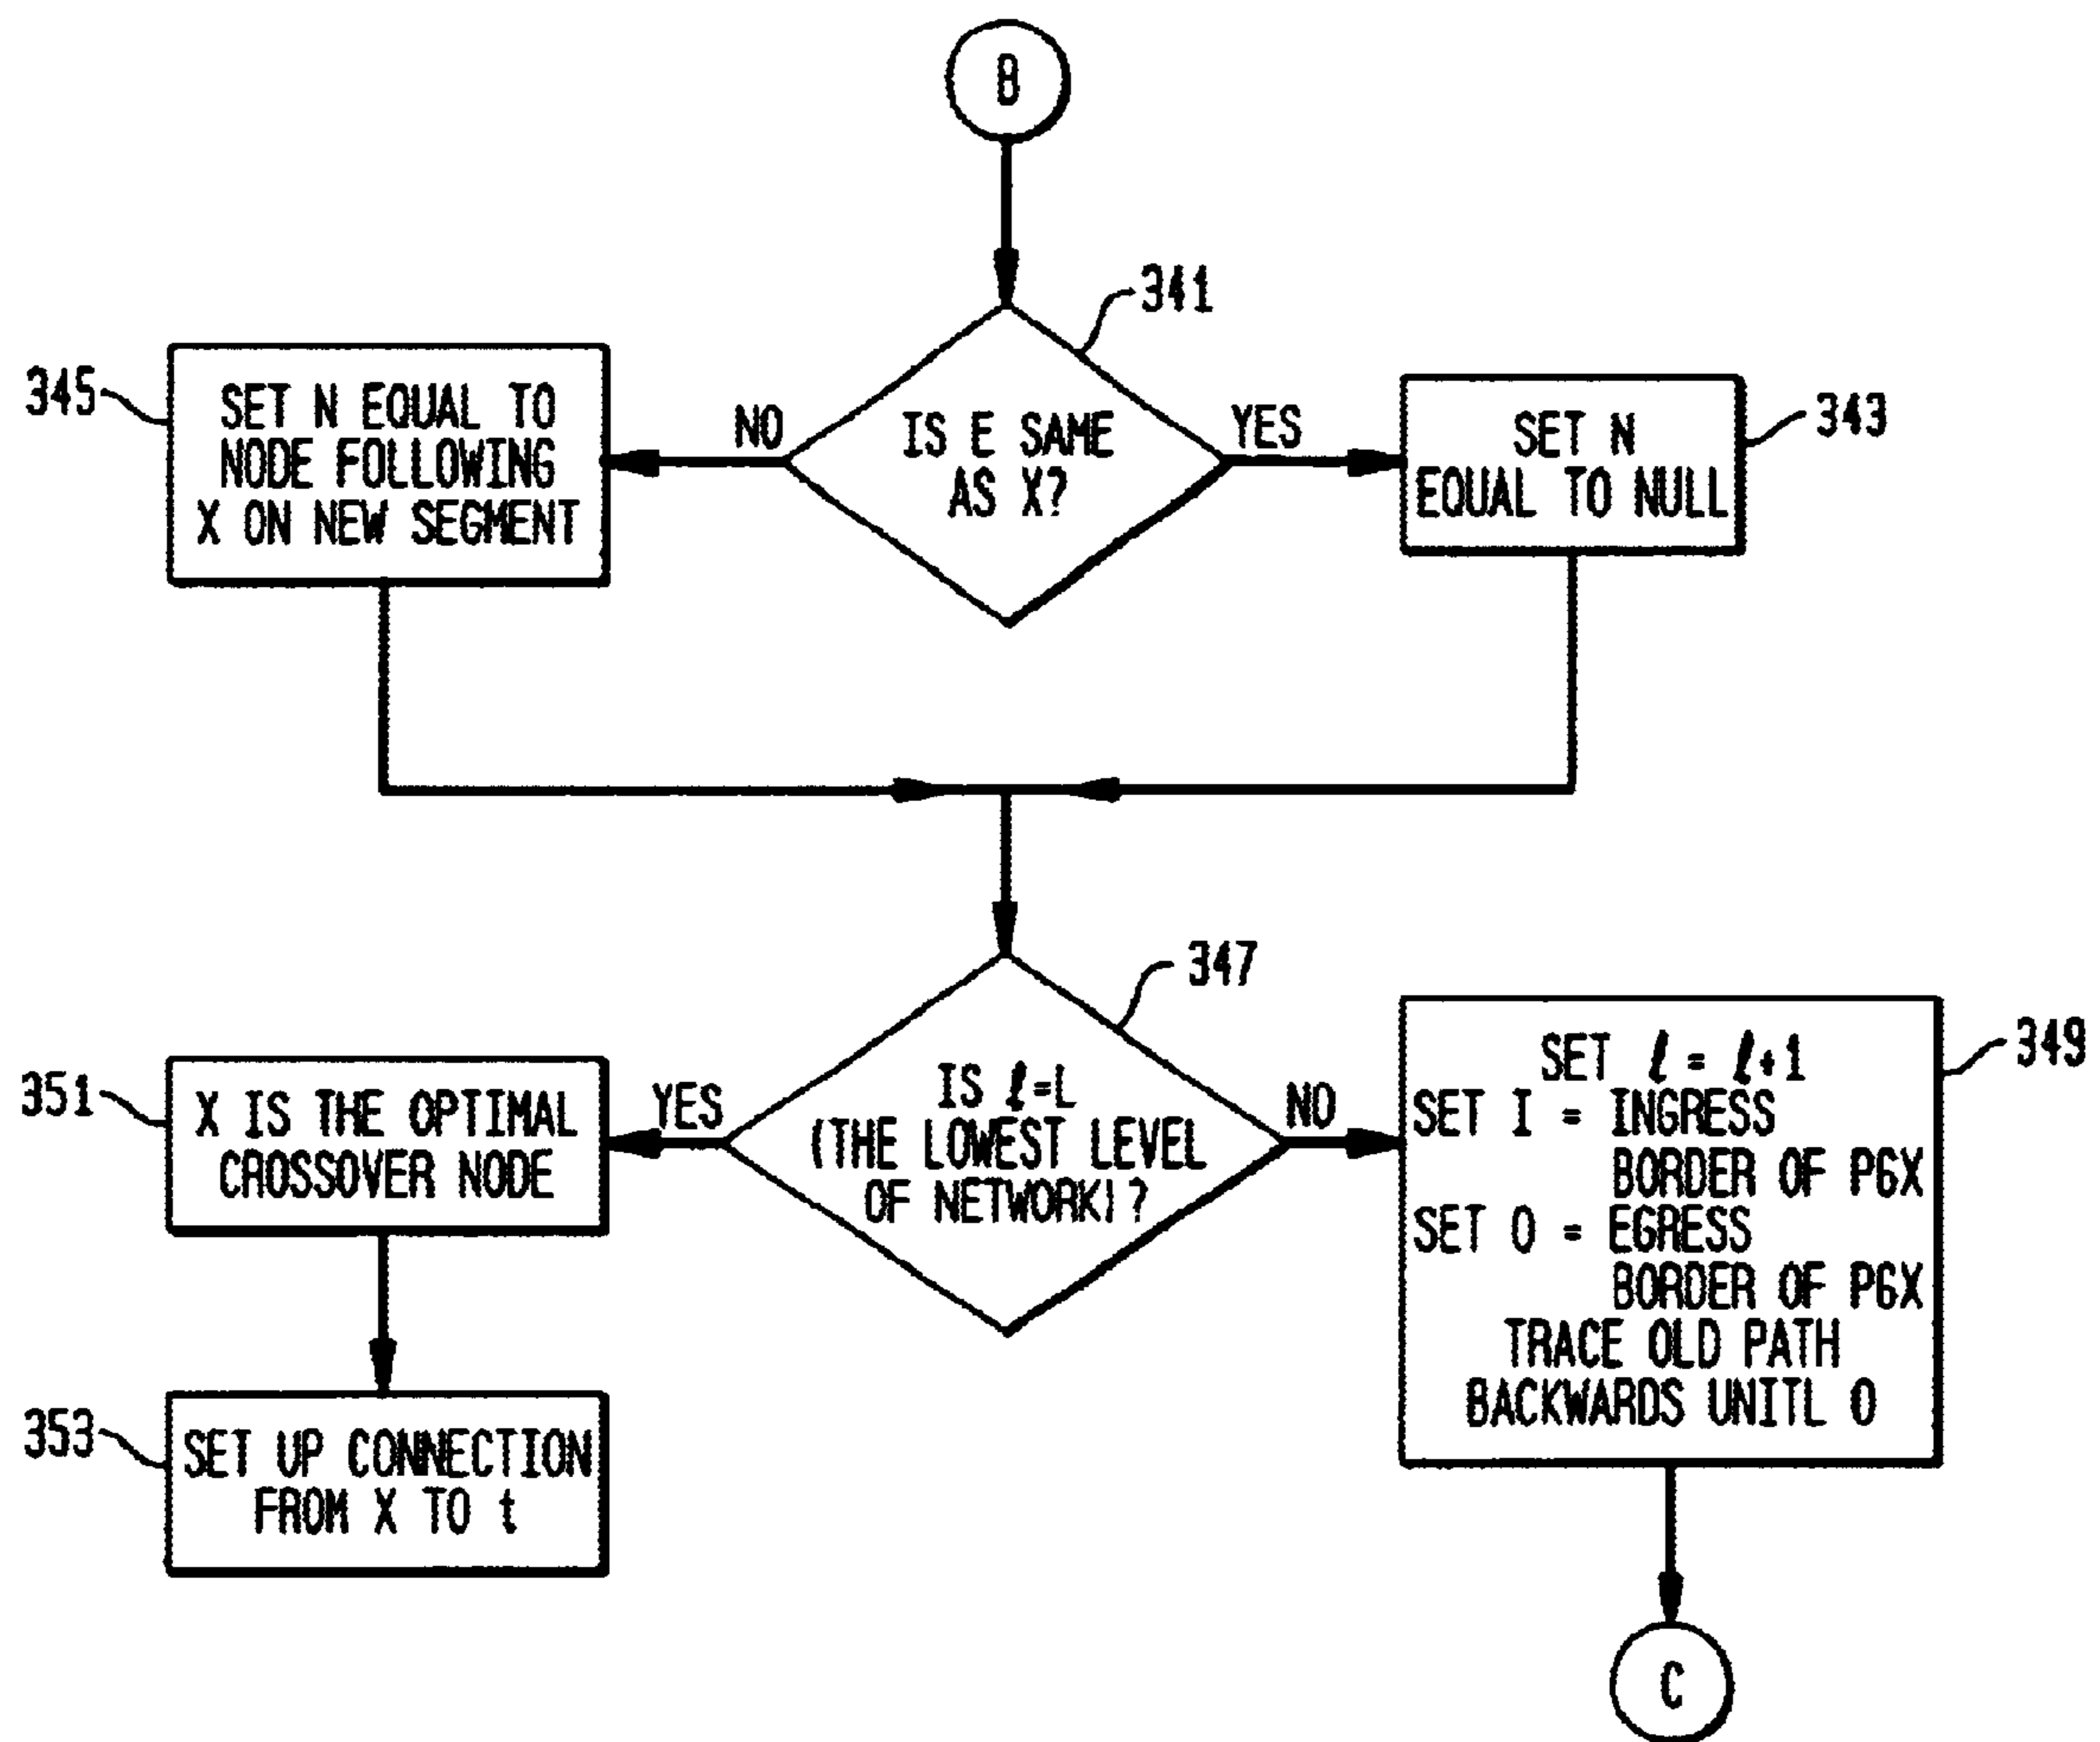 B
341
IS E SAME
AS X?
NO
YES
345
SET N EQUAL TO
NODE FOLLOWING
X ON NEW SEGMENT
SET N
EQUAL TO NULL
343
347
IS ℓ=L
(THE LOWEST LEVEL
OF NETWORK)?
YES
NO
351
X IS THE OPTIMAL
CROSSOVER NODE
353
SET UP CONNECTION
FROM X TO t
349
SET ℓ = ℓ+1
SET I = INGRESS
BORDER OF PGX
SET O = EGRESS
BORDER OF PGX
TRACE OLD PATH
BACKWARDS UNITL O
C